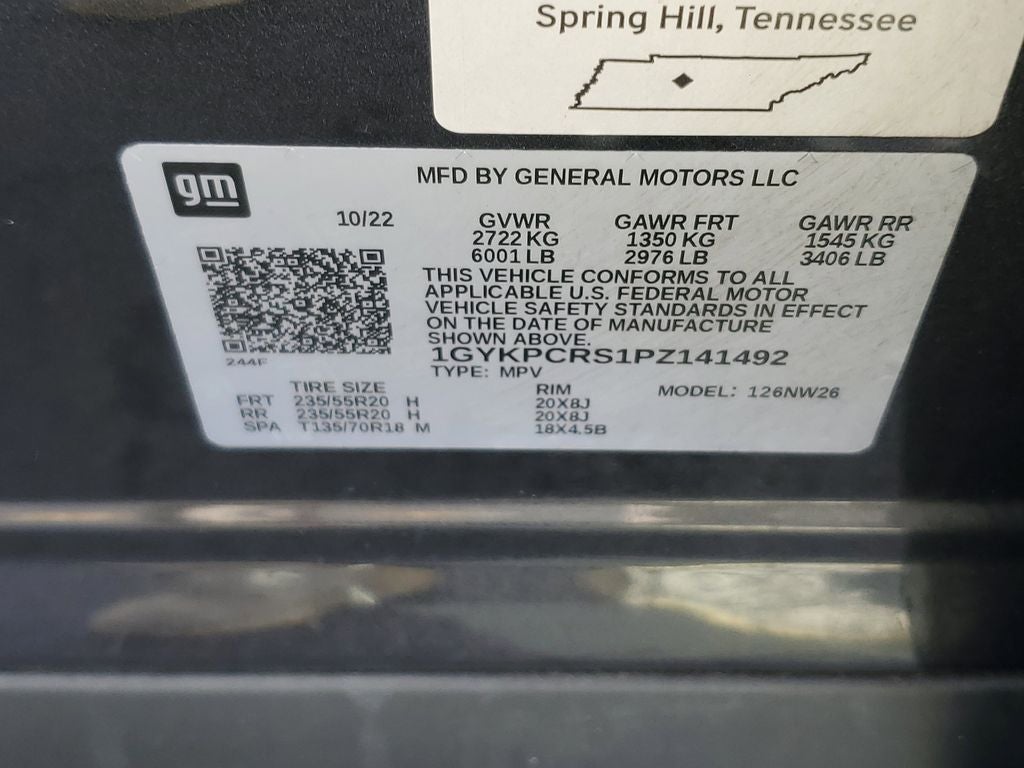 Spring Hill, Tennessee
gm
MFD BY GENERAL MOTORS LLC
10/22
GVWR GAWR FRT GAWR RR
2722 KG 1350 KG 1545 KG
6001 LB 2976 LB 3406 LB
THIS VEHICLE CONFORMS TO ALL
APPLICABLE U.S. FEDERAL MOTOR
VEHICLE SAFETY STANDARDS IN EFFECT
ON THE DATE OF MANUFACTURE
SHOWN ABOVE.
1GYKPCRS1PZ141492
244F
TYPE: MPV
TIRE SIZE RIM MODEL: 126NW26
FRT 235/55R20 H 20X8J
RR 235/55R20 H 20X8J
SPA T135/70R18 M 18X4.5B